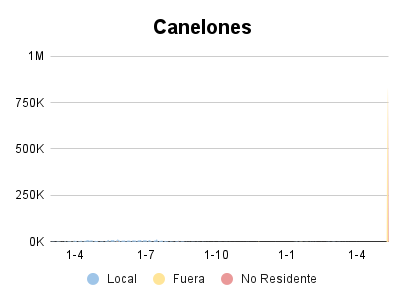 Canelones
1M
750K
500K
250K
0K
1-4 1-7 1-10 1-1 1-4
Local Fuera No Residente